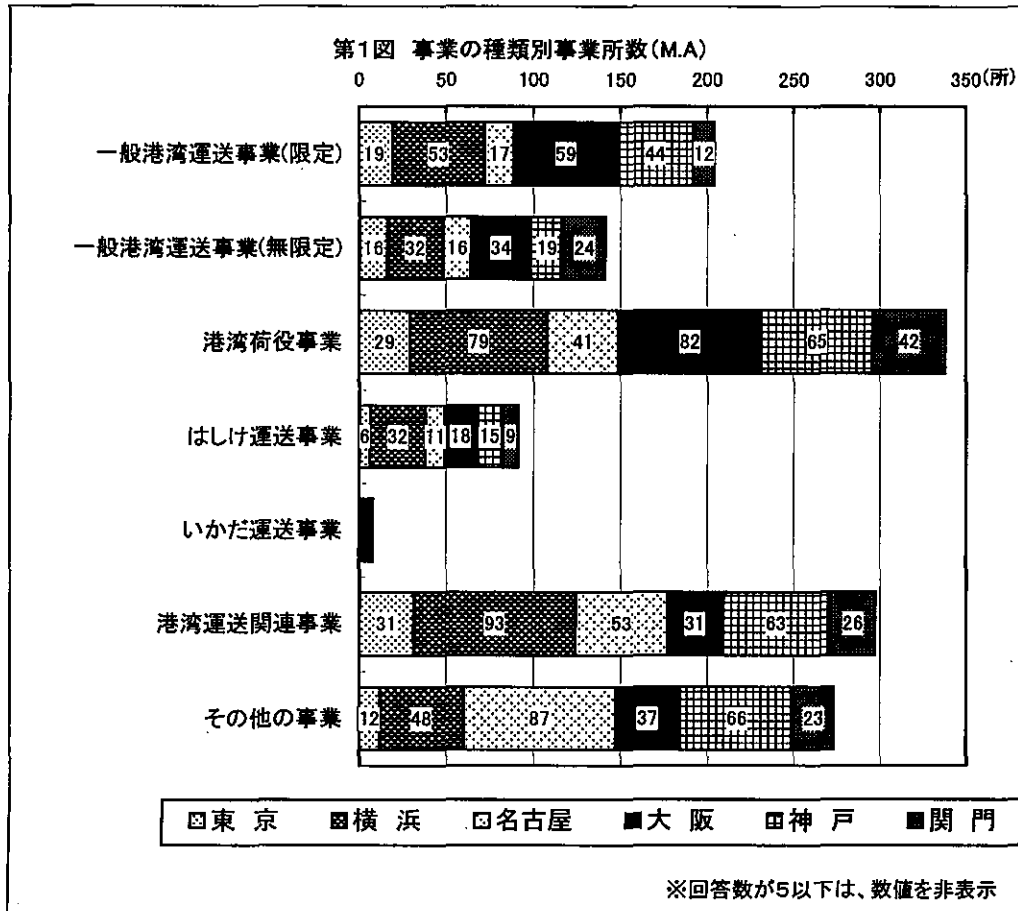 第1図 事業の種類別事業所数(M.A)
0 50 100 150 200 250 300 350(所)
一般港湾運送事業(限定) 19 53 17 59 44 12
一般港湾運送事業(無限定) 16 32 16 34 19 24
港湾荷役事業 29 79 41 82 65 42
はしけ運送事業 6 32 11 18 15 9
いかだ運送事業
港湾運送関連事業 31 93 53 31 63 26
その他の事業 12 48 87 37 66 23
東京 横浜 名古屋 大阪 神戸 関門
※回答数が5以下は、数値を非表示